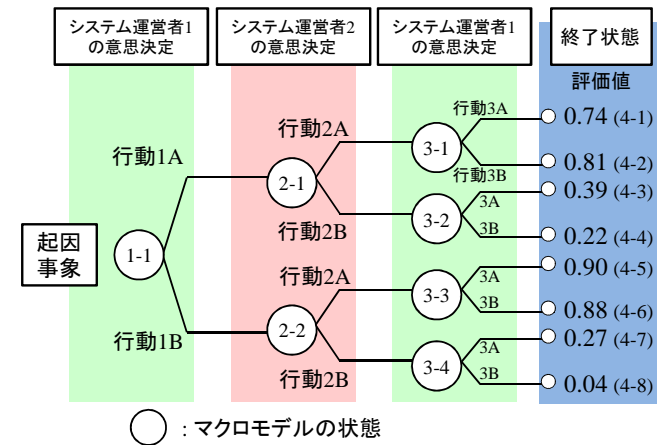 システム運営者1
の意思決定
システム運営者2
の意思決定
システム運営者1
の意思決定
終了状態
評価値
起因
事象
1-1
行動1A
行動1B
2-1
2-2
行動2A
行動2B
行動2A
行動2B
3-1
3-2
3-3
3-4
行動3A
行動3B
3A
3B
3A
3B
3A
3B
0.74 (4-1)
0.81 (4-2)
0.39 (4-3)
0.22 (4-4)
0.90 (4-5)
0.88 (4-6)
0.27 (4-7)
0.04 (4-8)
：マクロモデルの状態